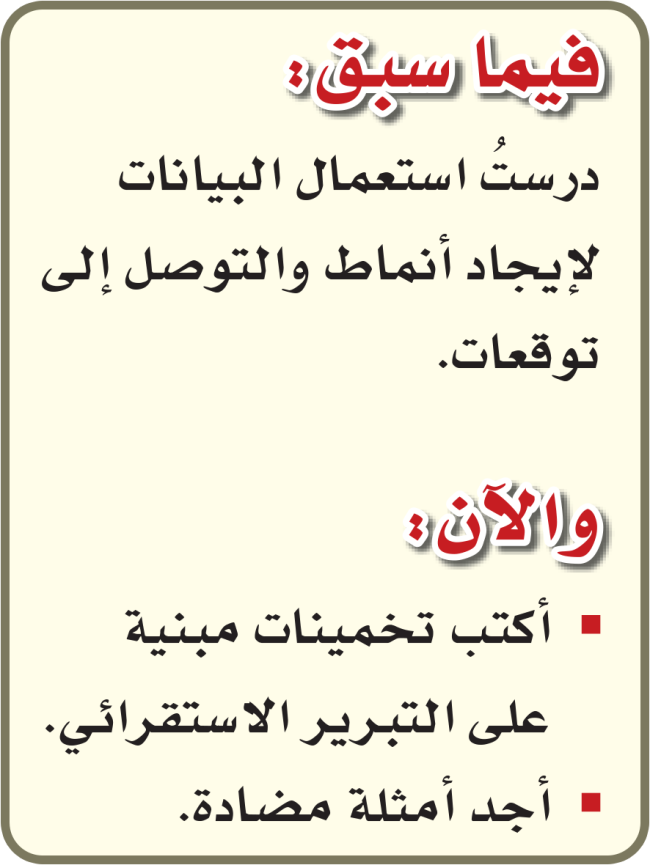 فيما سبق:
درستُ استعمال البيانات
لإيجاد أنماط والتوصل إلى
توقعات.
والآن:
▪ أكتب تخمينات مبنية
على التبرير الاستقرائي.
▪ أجد أمثلة مضادة.